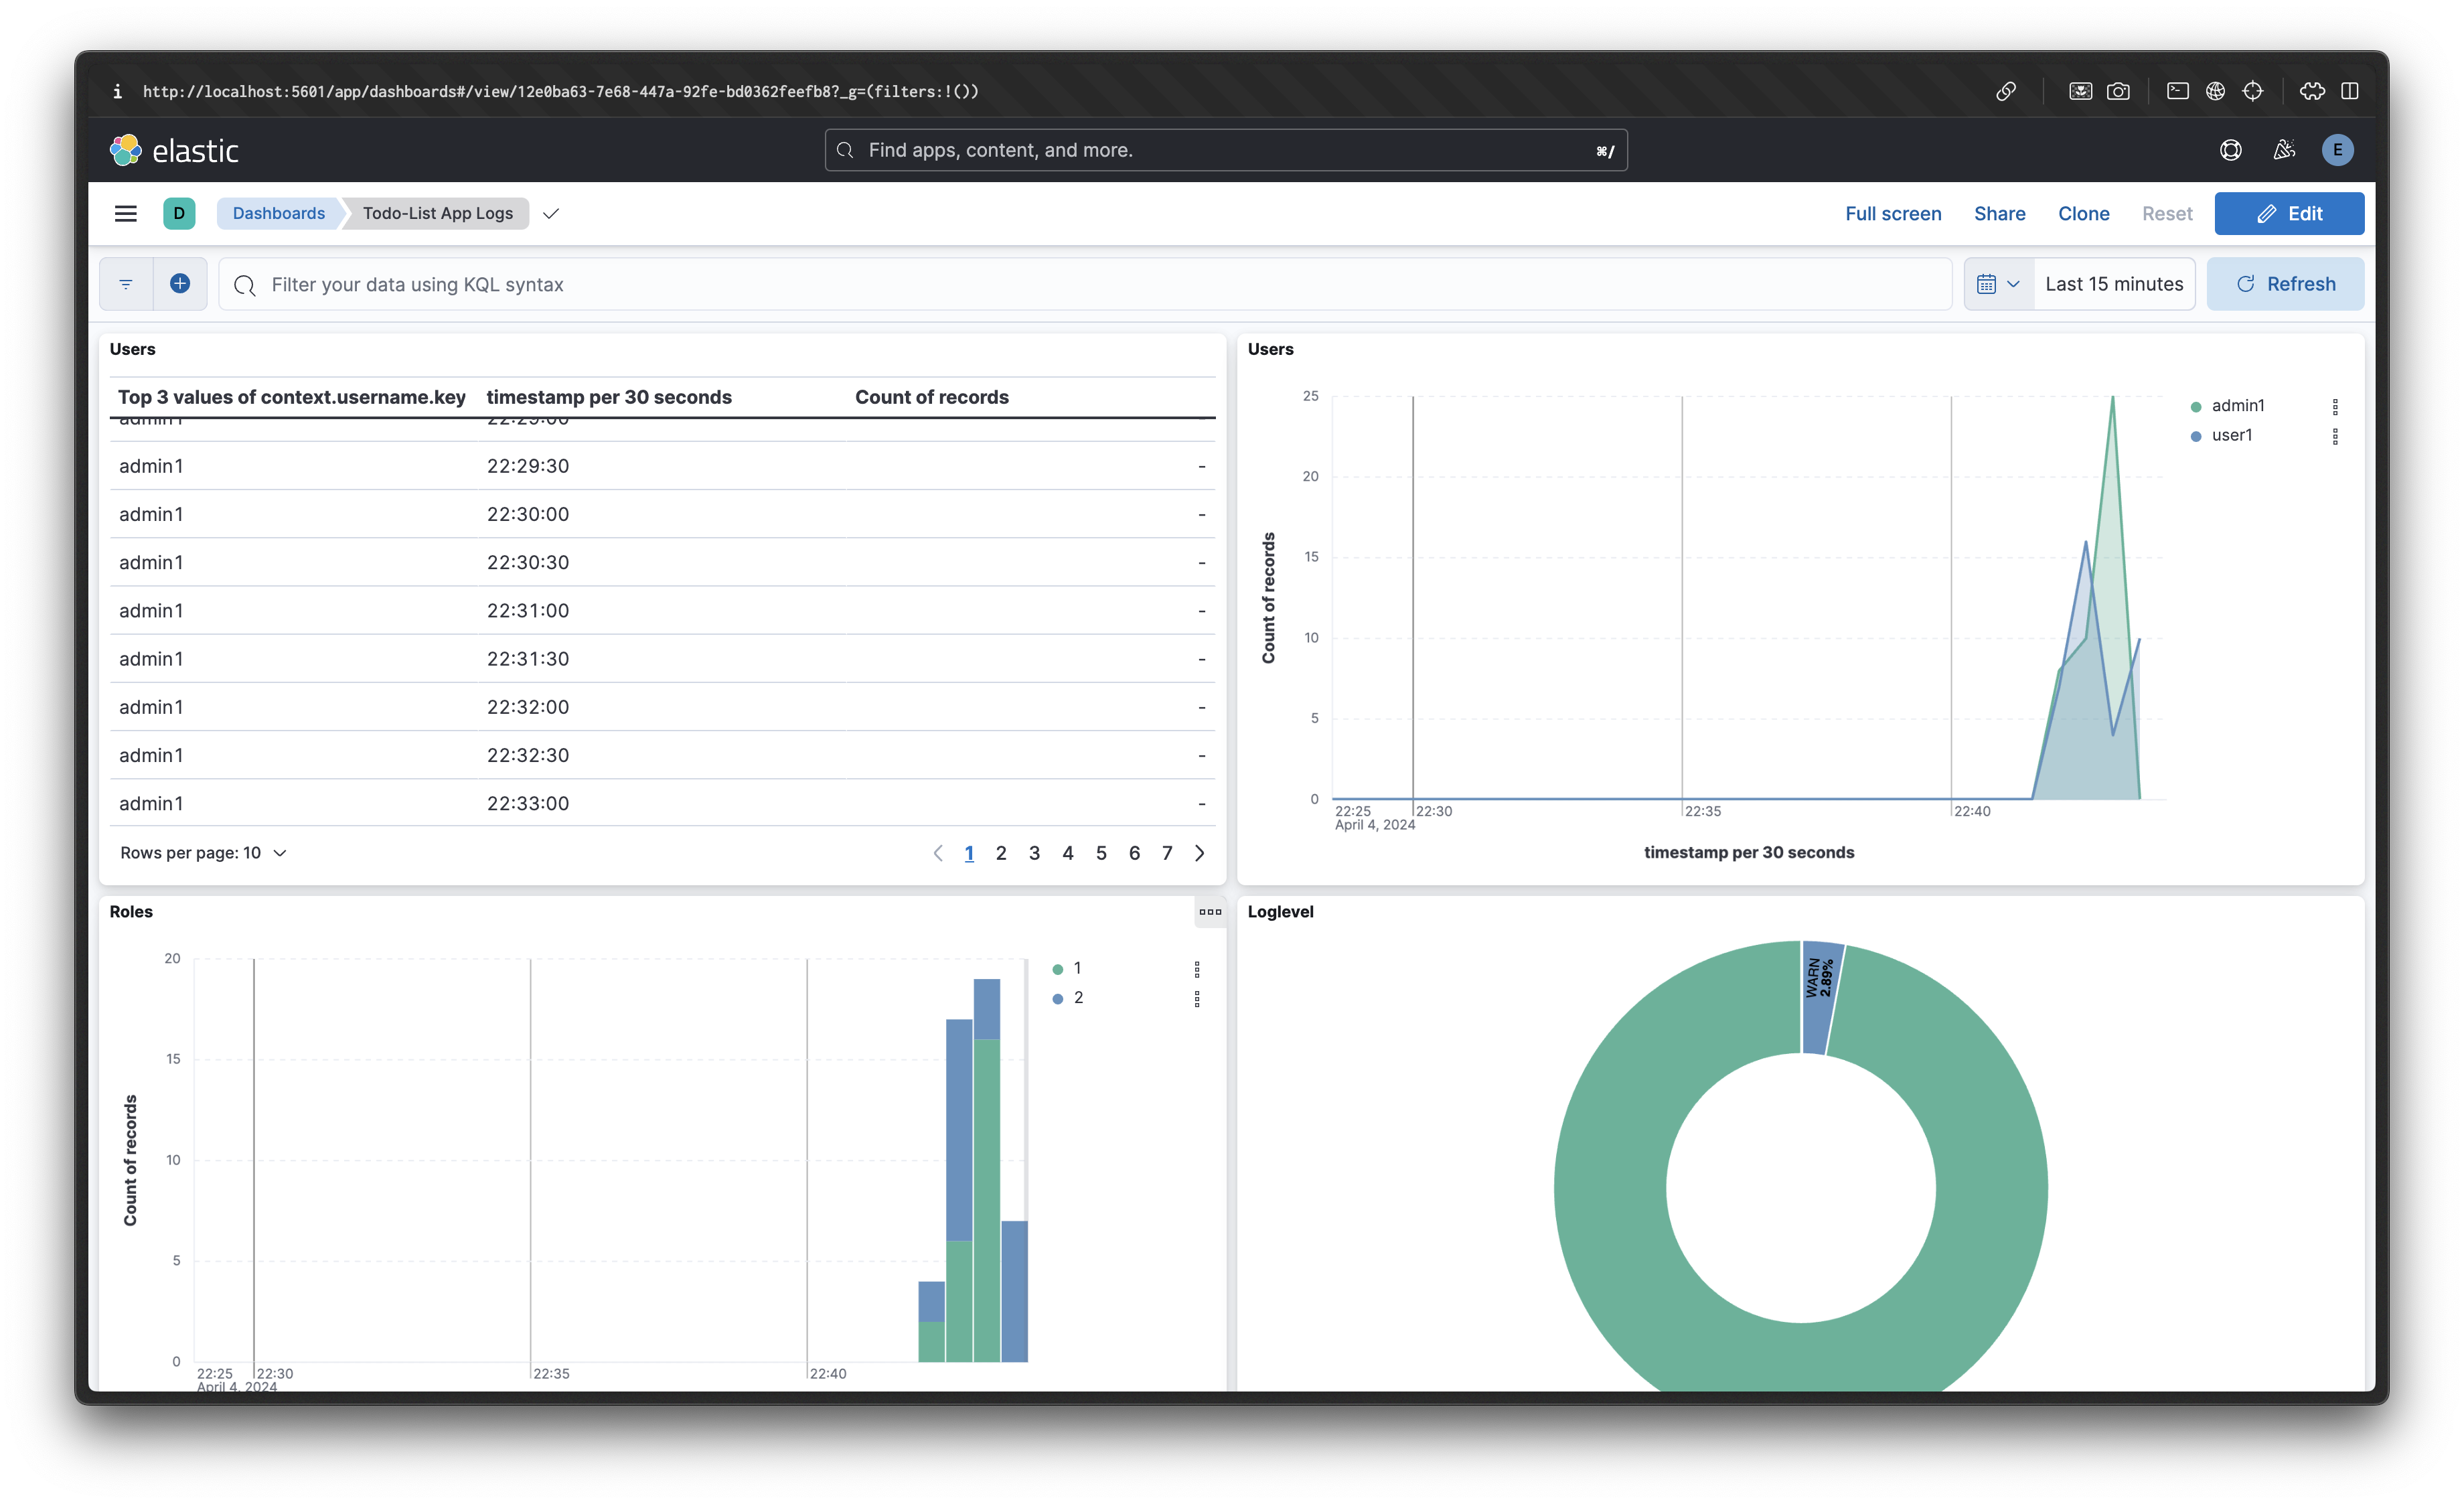 i http://localhost:5601/app/dashboards#/view/12e0ba63-7e68-447a-92fe-bd0362feefb8?_g=(filters:!())
elastic
Find apps, content, and more.
⌘/
E
D
Dashboards
Todo-List App Logs
Full screen
Share
Clone
Reset
Edit
Filter your data using KQL syntax
Last 15 minutes
Refresh
Users
Top 3 values of context.username.key timestamp per 30 seconds Count of records
admin1 22:29:00 -
admin1 22:29:30 -
admin1 22:30:00 -
admin1 22:30:30 -
admin1 22:31:00 -
admin1 22:31:30 -
admin1 22:32:00 -
admin1 22:32:30 -
admin1 22:33:00 -
Rows per page: 10
1 2 3 4 5 6 7
Users
Count of records
25
20
15
10
5
0
22:25 22:30 22:35 22:40
April 4, 2024
timestamp per 30 seconds
admin1
user1
Roles
Count of records
20
15
10
5
0
22:25 22:30 22:35 22:40
April 4, 2024
1
2
Loglevel
WARN
2.89%